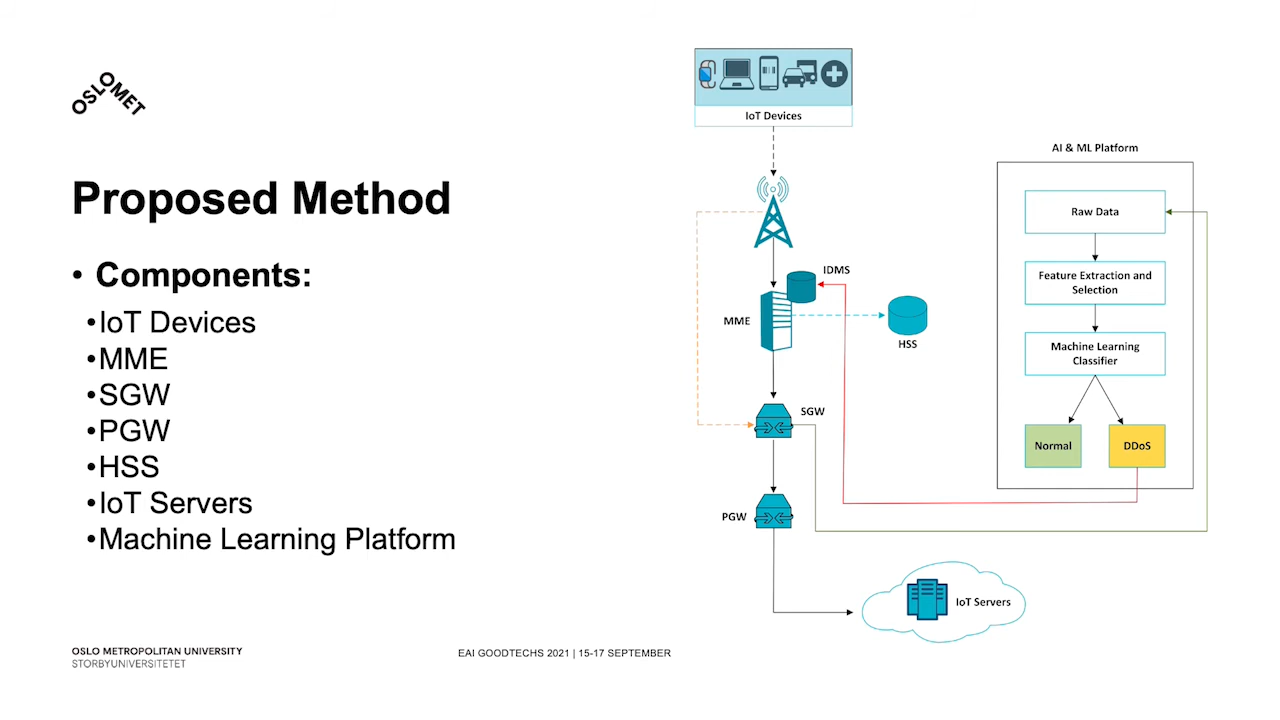 OSLOMET
Proposed Method
• Components:
•IoT Devices
•MME
•SGW
•PGW
•HSS
•IoT Servers
•Machine Learning Platform
OSLO METROPOLITAN UNIVERSITY
STORBYUNIVERSITETET
EAI GOODTECHS 2021 | 15-17 SEPTEMBER
IoT Devices
IDMS
MME
HSS
SGW
PGW
IoT Servers
AI & ML Platform
Raw Data
Feature Extraction and
Selection
Machine Learning
Classifier
Normal
DDoS